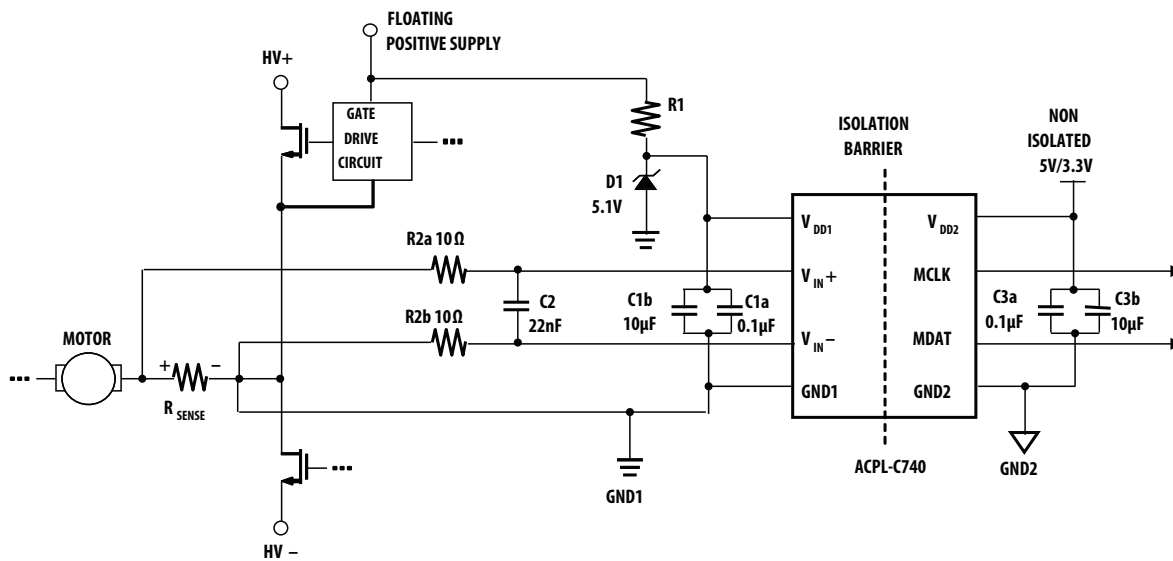 FLOATING
POSITIVE SUPPLY
HV+
GATE
DRIVE
CIRCUIT
R1
ISOLATION
BARRIER
NON
ISOLATED
5V/3.3V
D1
5.1V
R2a 10 Ω
V DD1
V DD2
V IN+
MCLK
C2
22nF
C1b
10µF
C1a
0.1µF
C3a
0.1µF
C3b
10µF
R2b 10Ω
V IN−
MDAT
MOTOR
+ −
R SENSE
GND1
GND2
ACPL-C740
GND1
GND2
HV −